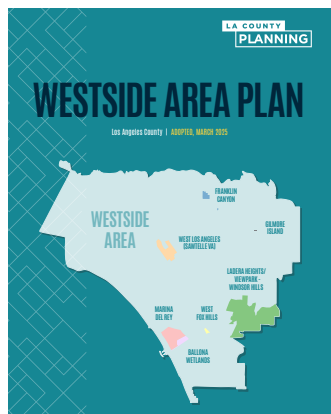 LA COUNTY
PLANNING
WESTSIDE AREA PLAN
Los Angeles County | ADOPTED, MARCH 2025
FRANKLIN
CANYON
WESTSIDE
AREA
GILMORE
ISLAND
WEST LOS ANGELES
(SAWTELLE VA)
LADERA HEIGHTS/
VIEWPARK -
WINDSOR HILLS
MARINA
DEL REY
WEST
FOX HILLS
BALLONA
WETLANDS